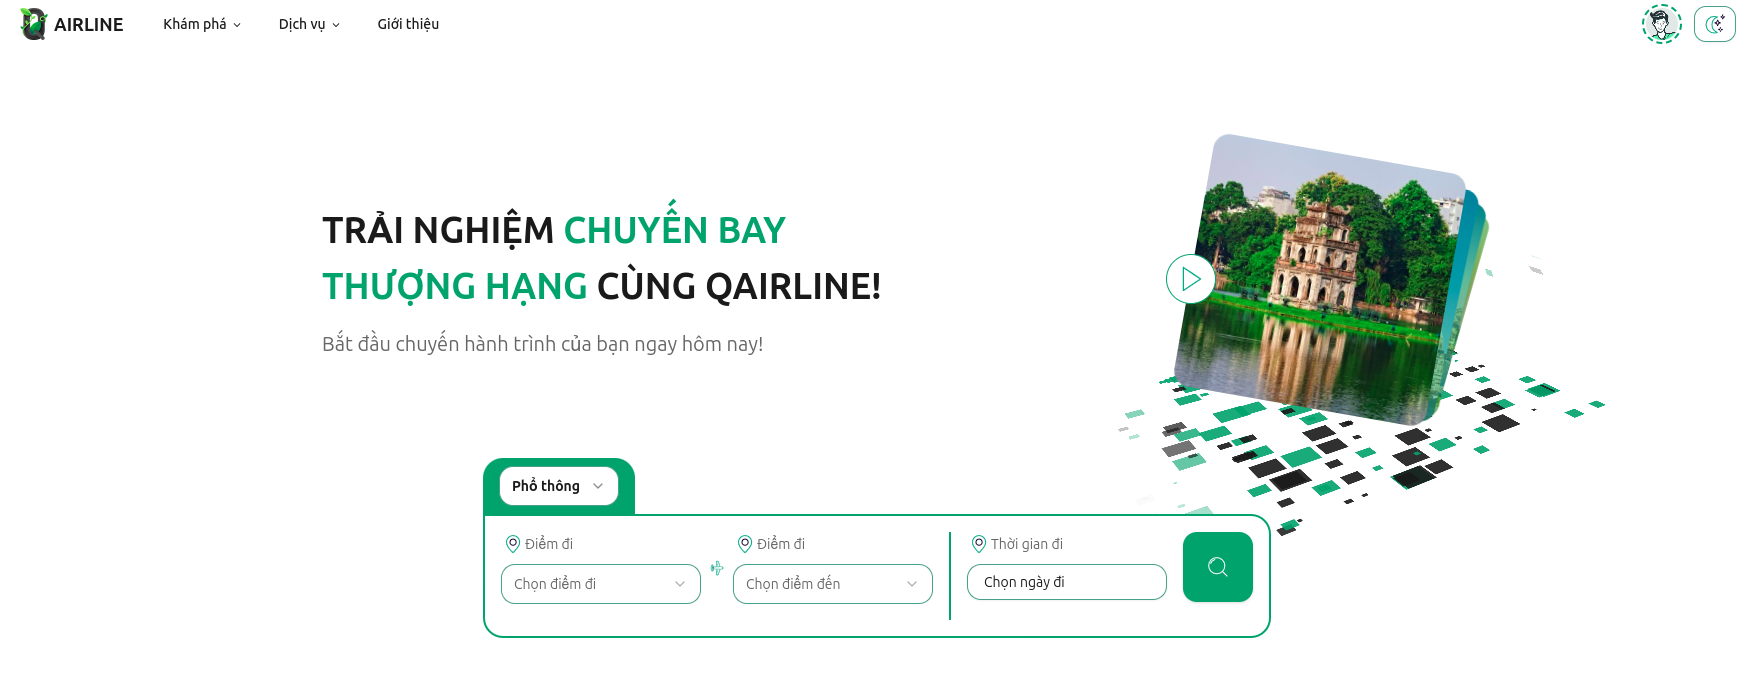 AIRLINE
Khám phá
Dịch vụ
Giới thiệu
TRẢI NGHIỆM CHUYẾN BAY
THƯỢNG HẠNG CÙNG QAIRLINE!
Bắt đầu chuyến hành trình của bạn ngay hôm nay!
Phổ thông
Điểm đi
Điểm đi
Thời gian đi
Chọn điểm đi
Chọn điểm đến
Chọn ngày đi